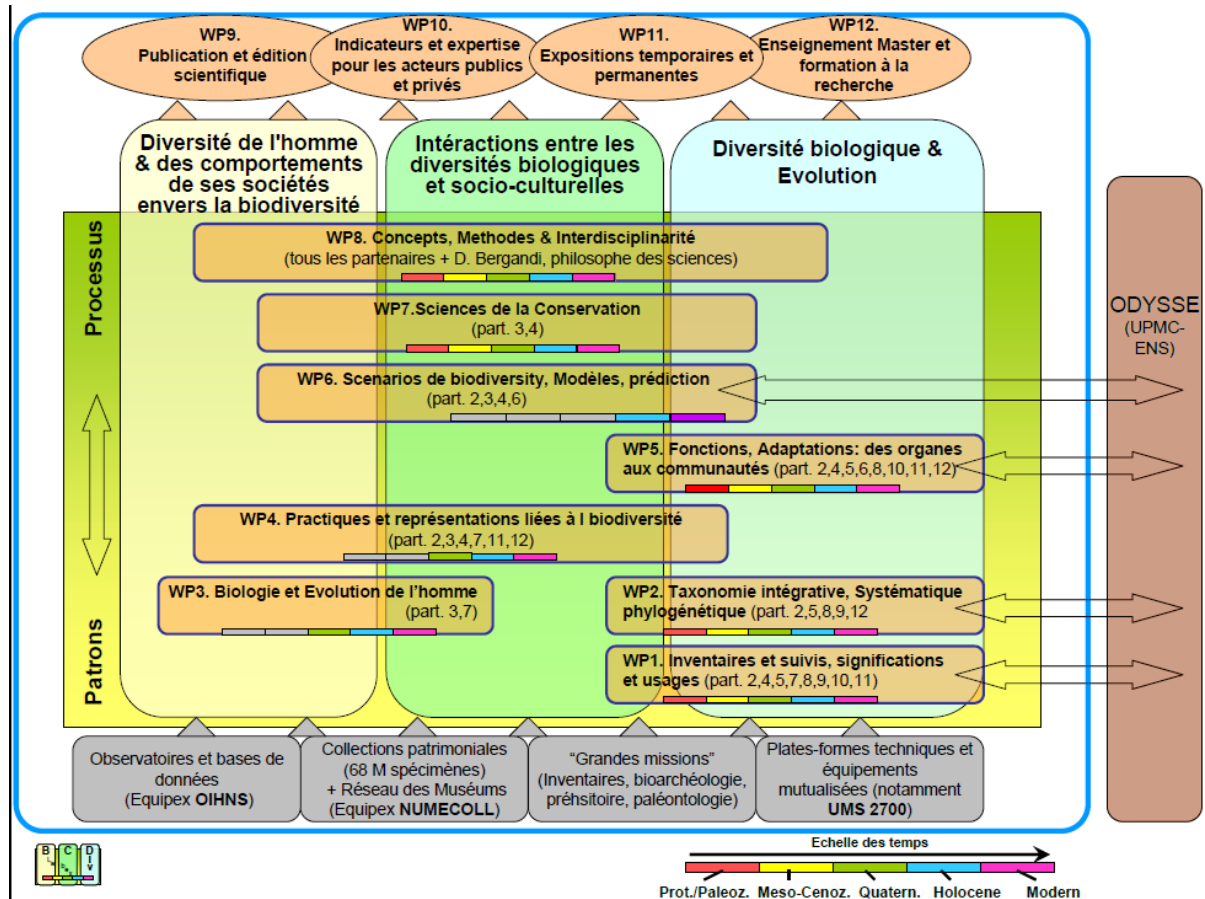 WP9.
Publication et édition
scientifique
WP10.
Indicateurs et expertise
pour les acteurs publics
et privés
WP11.
Expositions temporaires et
permanentes
WP12.
Enseignement Master et
formation à la
recherche
Diversité de l'homme
& des comportements
de ses sociétés
envers la biodiversité
Intéractions entre les
diversités biologiques
et socio-culturelles
Diversité biologique &
Evolution
Processus
Patrons
WP8. Concepts, Methodes & Interdisciplinarité
(tous les partenaires + D. Bergandi, philosophe des sciences)
WP7.Sciences de la Conservation
(part. 3,4)
WP6. Scenarios de biodiversity, Modèles, prédiction
(part. 2,3,4,6)
WP5. Fonctions, Adaptations: des organes
aux communautés (part. 2,4,5,6,8,10,11,12)
WP4. Practiques et représentations liées à l biodiversité
(part. 2,3,4,7,11,12)
WP3. Biologie et Evolution de l'homme
(part. 3,7)
WP2. Taxonomie intégrative, Systématique
phylogénétique (part. 2,5,8,9,12
WP1. Inventaires et suivis, significations
et usages (part. 2,4,5,7,8,9,10,11)
ODYSSE
(UPMC-
ENS)
Observatoires et bases de
données
(Equipex OIHNS)
Collections patrimoniales
(68 M spécimènes)
+ Réseau des Muséums
(Equipex NUMECOLL)
"Grandes missions"
(Inventaires, bioarchéologie,
préhsitoire, paléontologie)
Plates-formes techniques et
équipements
mutualisées (notamment
UMS 2700)
B C D
Echelle des temps
Prot./Paleoz. Meso-Cenoz. Quatern. Holocene Modern